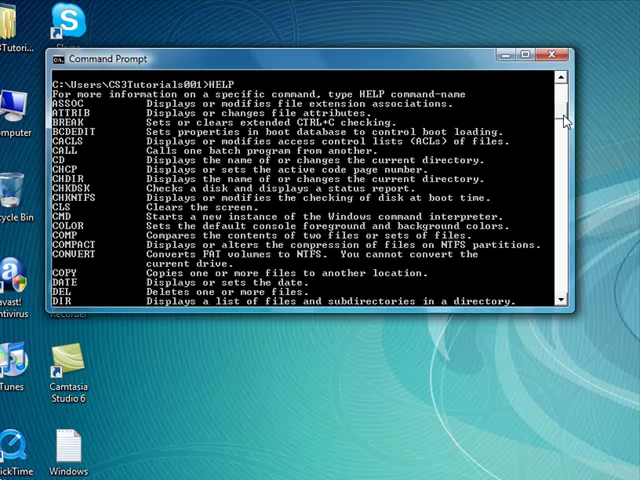 Command Prompt
C:\Users\CS3Tutorials001>HELP
For more information on a specific command, type HELP command-name
ASSOC Displays or modifies file extension associations.
ATTRIB Displays or changes file attributes.
BREAK Sets or clears extended CTRL+C checking.
BCDEDIT Sets properties in boot database to control boot loading.
CACLS Displays or modifies access control lists (ACLs) of files.
CALL Calls one batch program from another.
CD Displays the name of or changes the current directory.
CHCP Displays or sets the active code page number.
CHDIR Displays the name of or changes the current directory.
CHKDSK Checks a disk and displays a status report.
CHKNTFS Displays or modifies the checking of disk at boot time.
CLS Clears the screen.
CMD Starts a new instance of the Windows command interpreter.
COLOR Sets the default console foreground and background colors.
COMP Compares the contents of two files or sets of files.
COMPACT Displays or alters the compression of files on NTFS partitions.
CONVERT Converts FAT volumes to NTFS. You cannot convert the
current drive.
COPY Copies one or more files to another location.
DATE Displays or sets the date.
DEL Deletes one or more files.
DIR Displays a list of files and subdirectories in a directory.
S3Tutori...
omputer
cycle Bin
avast!
ntivirus
Recorder
Tunes
Camtasia
Studio 6
ickTime
Windows